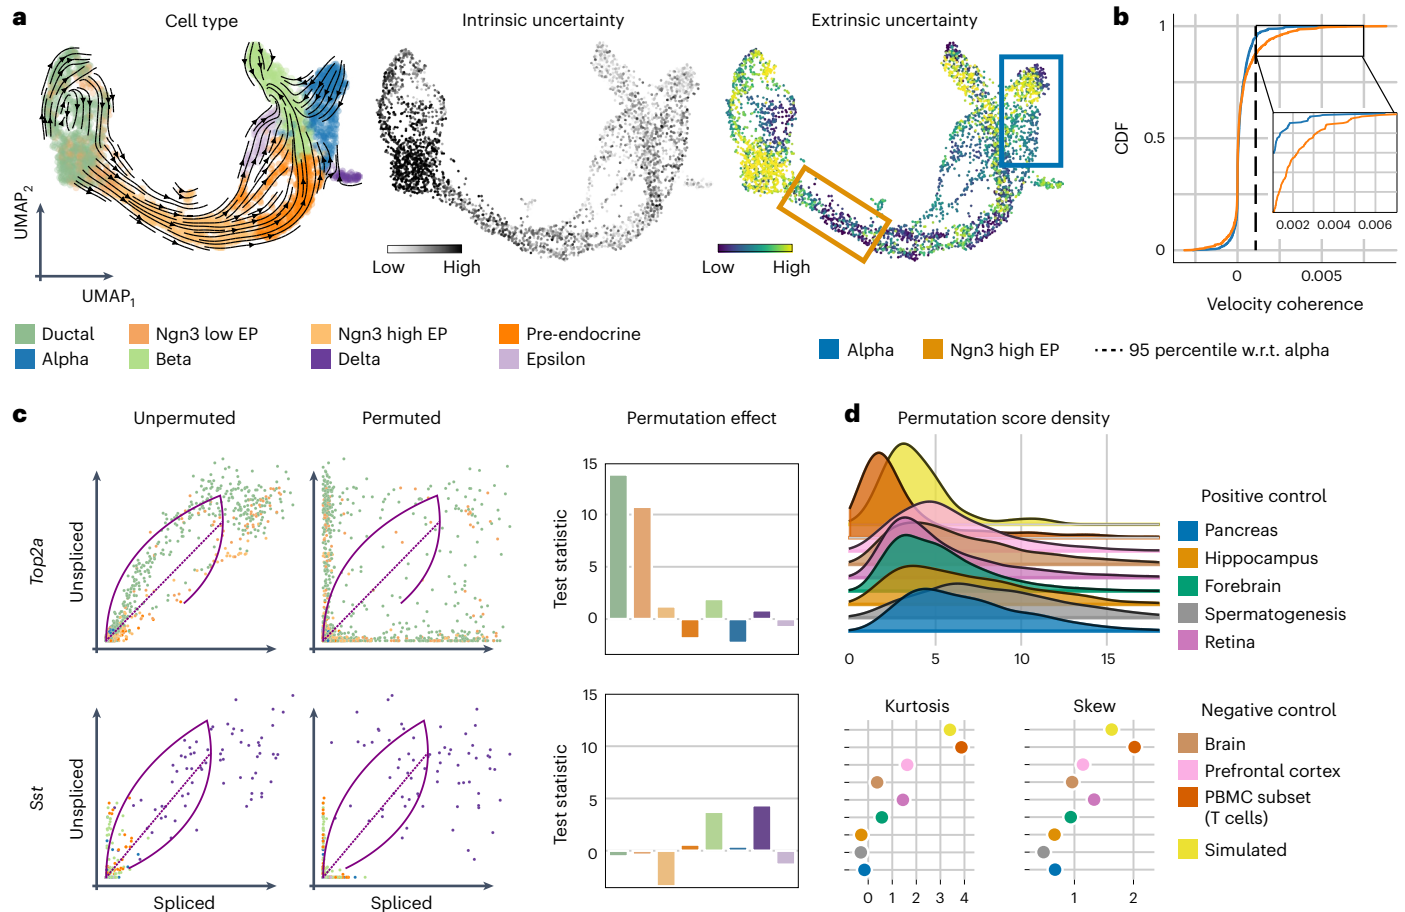 a
Cell type
Intrinsic uncertainty
Extrinsic uncertainty
UMAP2
UMAP1
Low
High
Low
High
Ductal
Ngn3 low EP
Ngn3 high EP
Pre-endocrine
Alpha
Beta
Delta
Epsilon
b
CDF
1
0.5
0
0.002 0.004 0.006
0
0.005
Velocity coherence
Alpha
Ngn3 high EP
95 percentile w.r.t. alpha
c
Unpermuted
Permuted
Permutation effect
Top2a
Unspliced
Test statistic
15
10
5
0
Sst
Unspliced
Spliced
Spliced
Test statistic
15
10
5
0
d
Permutation score density
0
5
10
15
Kurtosis
0 1 2 3 4
Skew
1 2
Positive control
Pancreas
Hippocampus
Forebrain
Spermatogenesis
Retina
Negative control
Brain
Prefrontal cortex
PBMC subset
(T cells)
Simulated